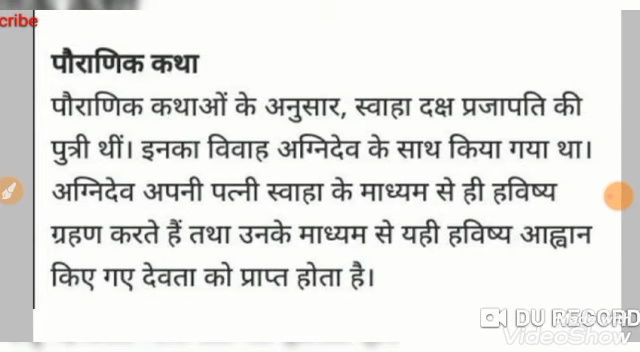 cribe
पौराणिक कथा
पौराणिक कथाओं के अनुसार, स्वाहा दक्ष प्रजापति की
पुत्री थीं। इनका विवाह अग्निदेव के साथ किया गया था।
अग्निदेव अपनी पत्नी स्वाहा के माध्यम से ही हविष्य
ग्रहण करते हैं तथा उनके माध्यम से यही हविष्य आह्वान
किए गए देवता को प्राप्त होता है।
DU RECORD
VideoShow